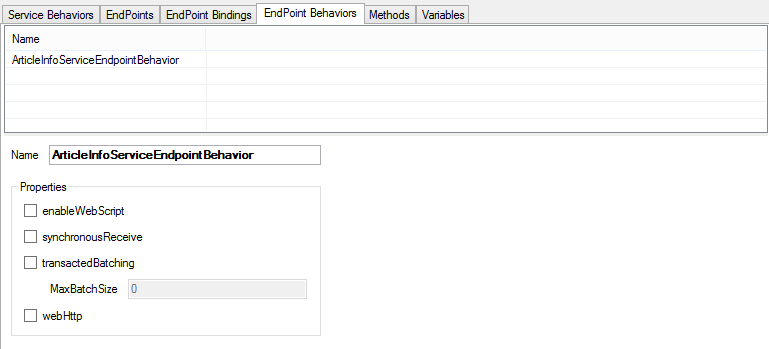 Service Behaviors EndPoints EndPoint Bindings EndPoint Behaviors Methods Variables
Name
ArticleInfoServiceEndpointBehavior
Name ArticleInfoServiceEndpointBehavior
Properties
enableWebScript
synchronousReceive
transactedBatching
MaxBatchSize 0
webHttp